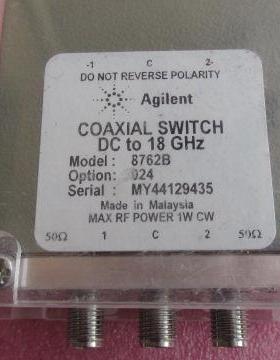 -1 C 2-
DO NOT REVERSE POLARITY
Agilent
COAXIAL SWITCH
DC to 18 GHz
Model : 8762B
Option: 024
Serial : MY44129435
Made in Malaysia
MAX RF POWER 1W CW
50Ω 1 C 2 50Ω